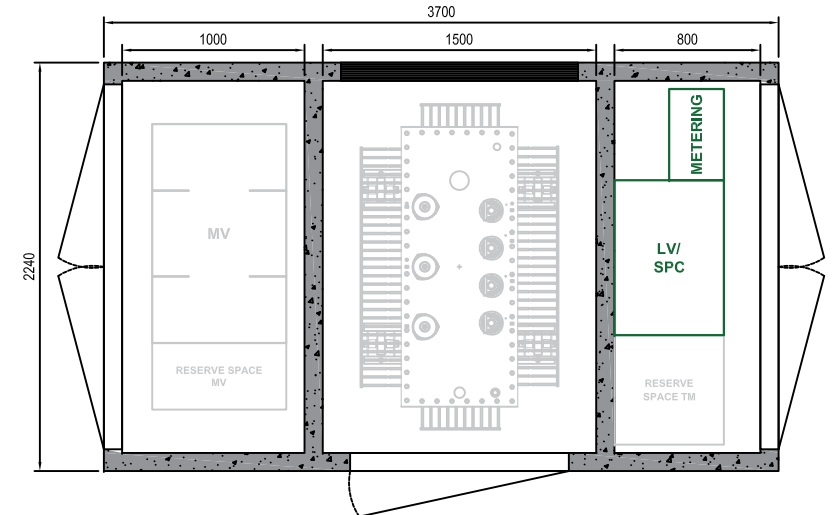 3700
1000
1500
800
2240
METERING
MV
LV/
SPC
RESERVE SPACE
MV
RESERVE
SPACE TM